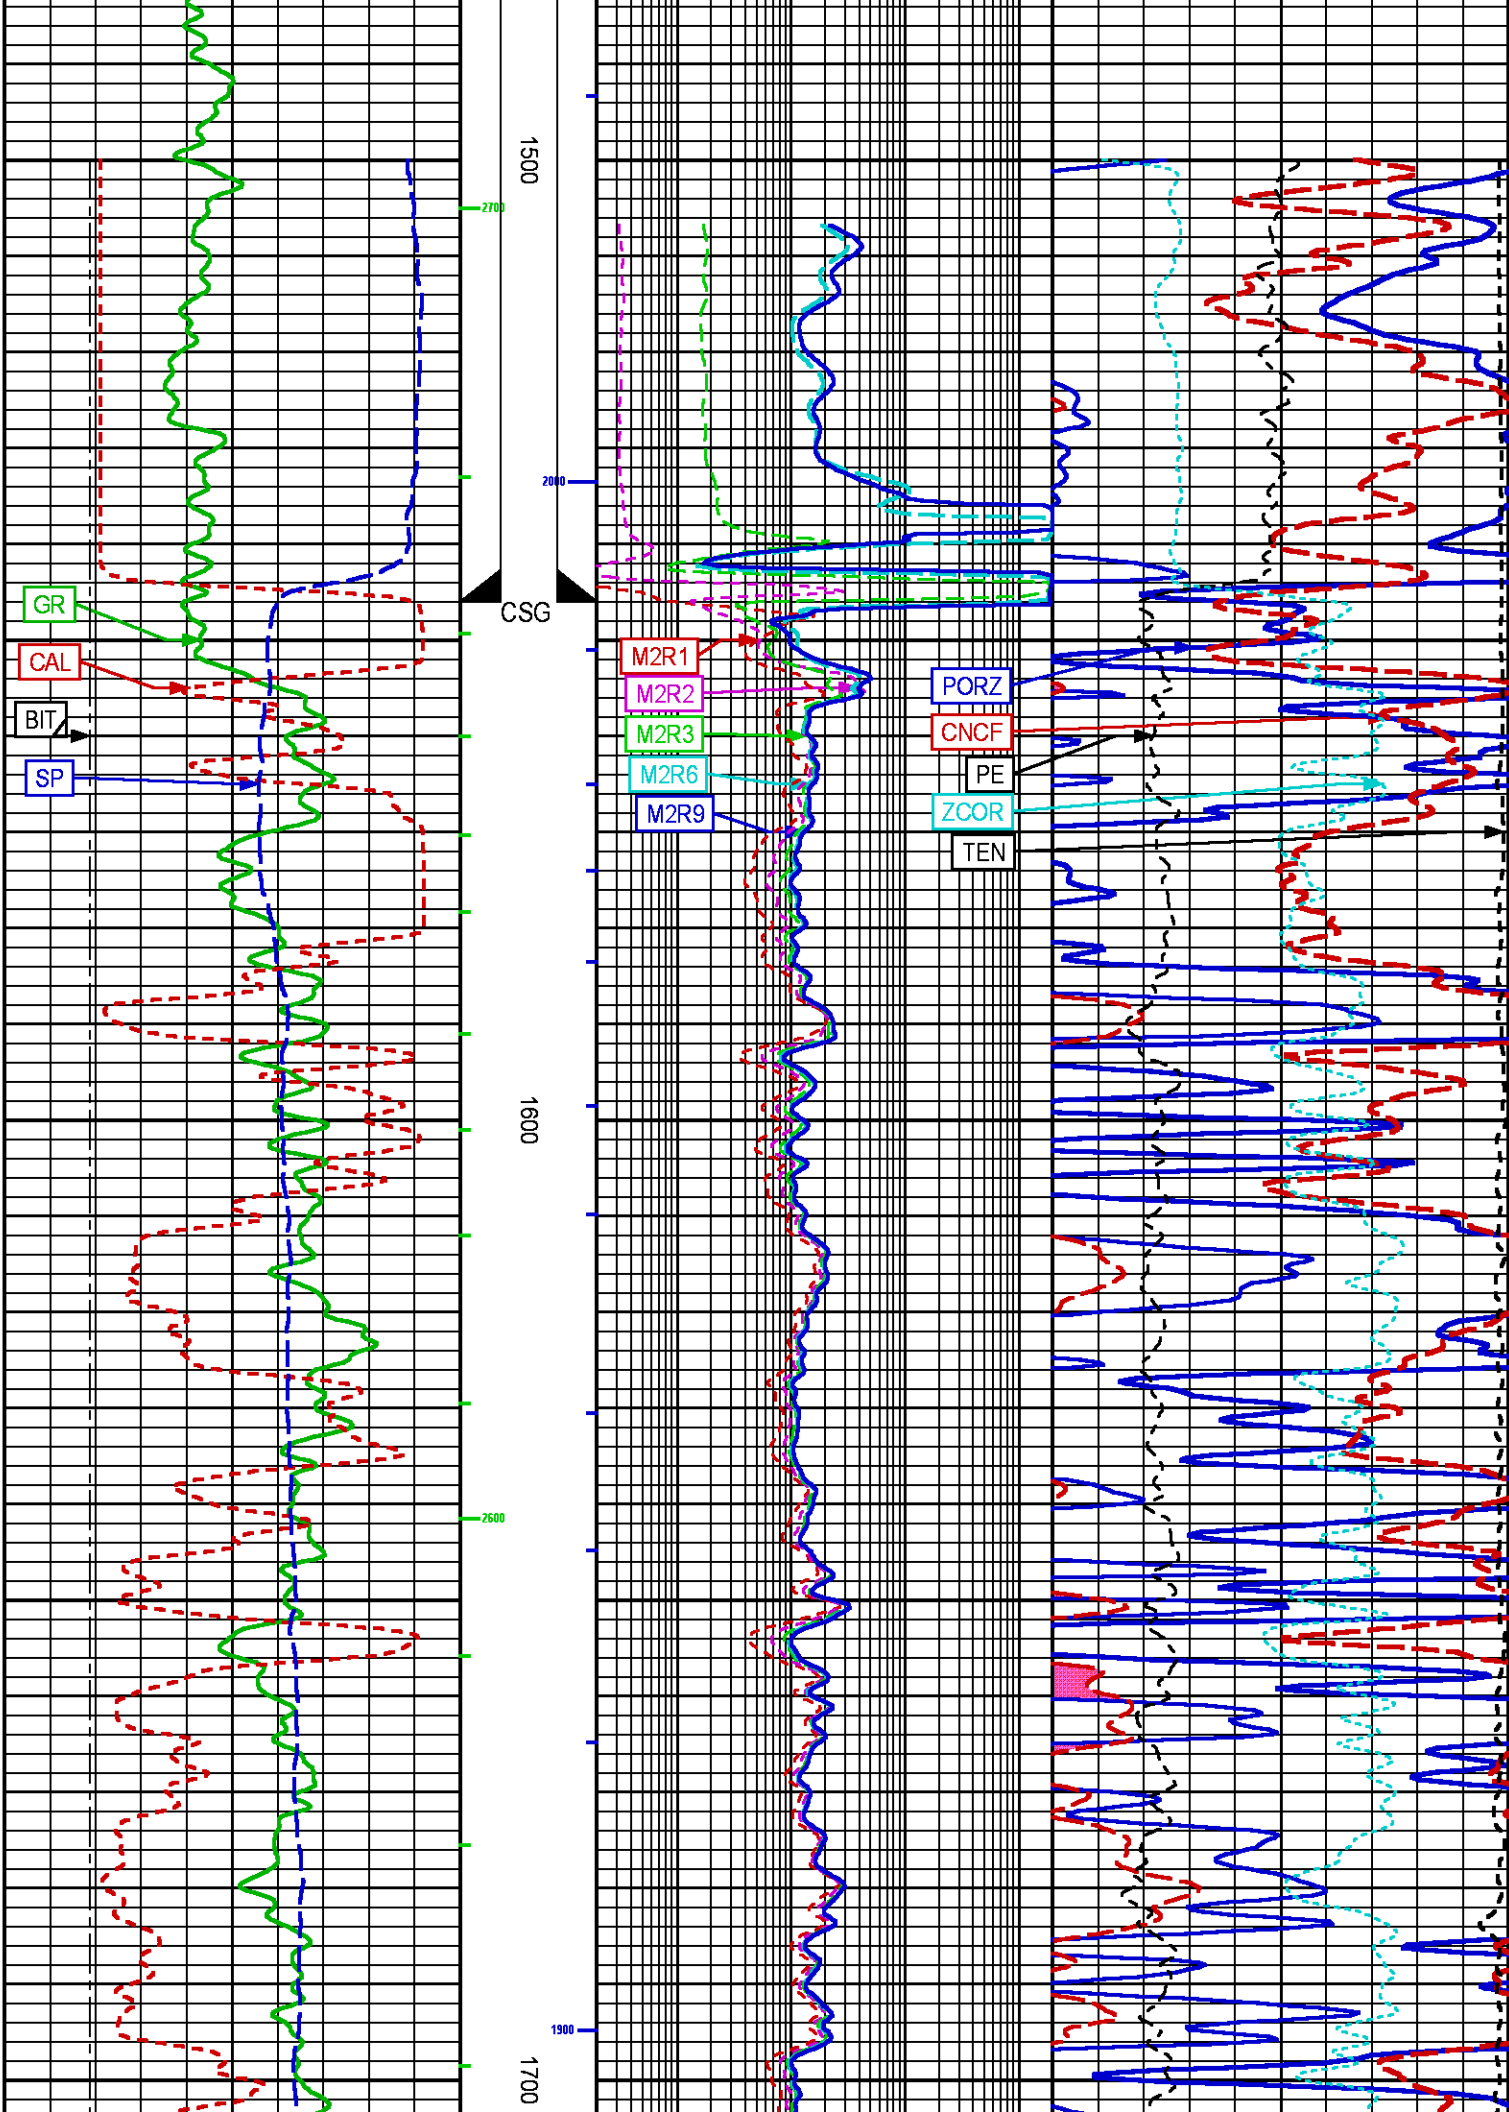 1500
2700
2000
GR
CSG
CAL
M2R1
M2R2
PORZ
BIT
M2R3
CNCF
SP
M2R6
PE
M2R9
ZCOR
TEN
1600
2600
1900
1700